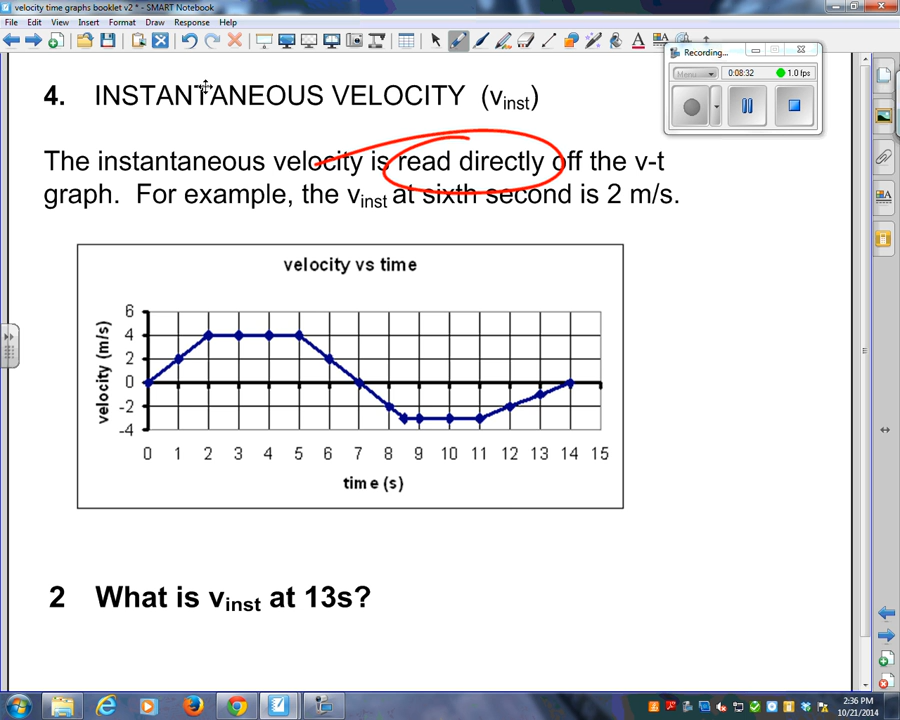 velocity time graphs booklet v2 * - SMART Notebook
File Edit View Insert Format Draw Response Help
Recording...
Menu 0:08:32 1.0 fps
4. INSTANTANEOUS VELOCITY (vinst)
The instantaneous velocity is read directly off the v-t
graph. For example, the vinst at sixth second is 2 m/s.
velocity vs time
velocity (m/s)
6
4
2
0
-2
-4
0 1 2 3 4 5 6 7 8 9 10 11 12 13 14 15
time (s)
2 What is vinst at 13s?
2:36 PM
10/21/2014